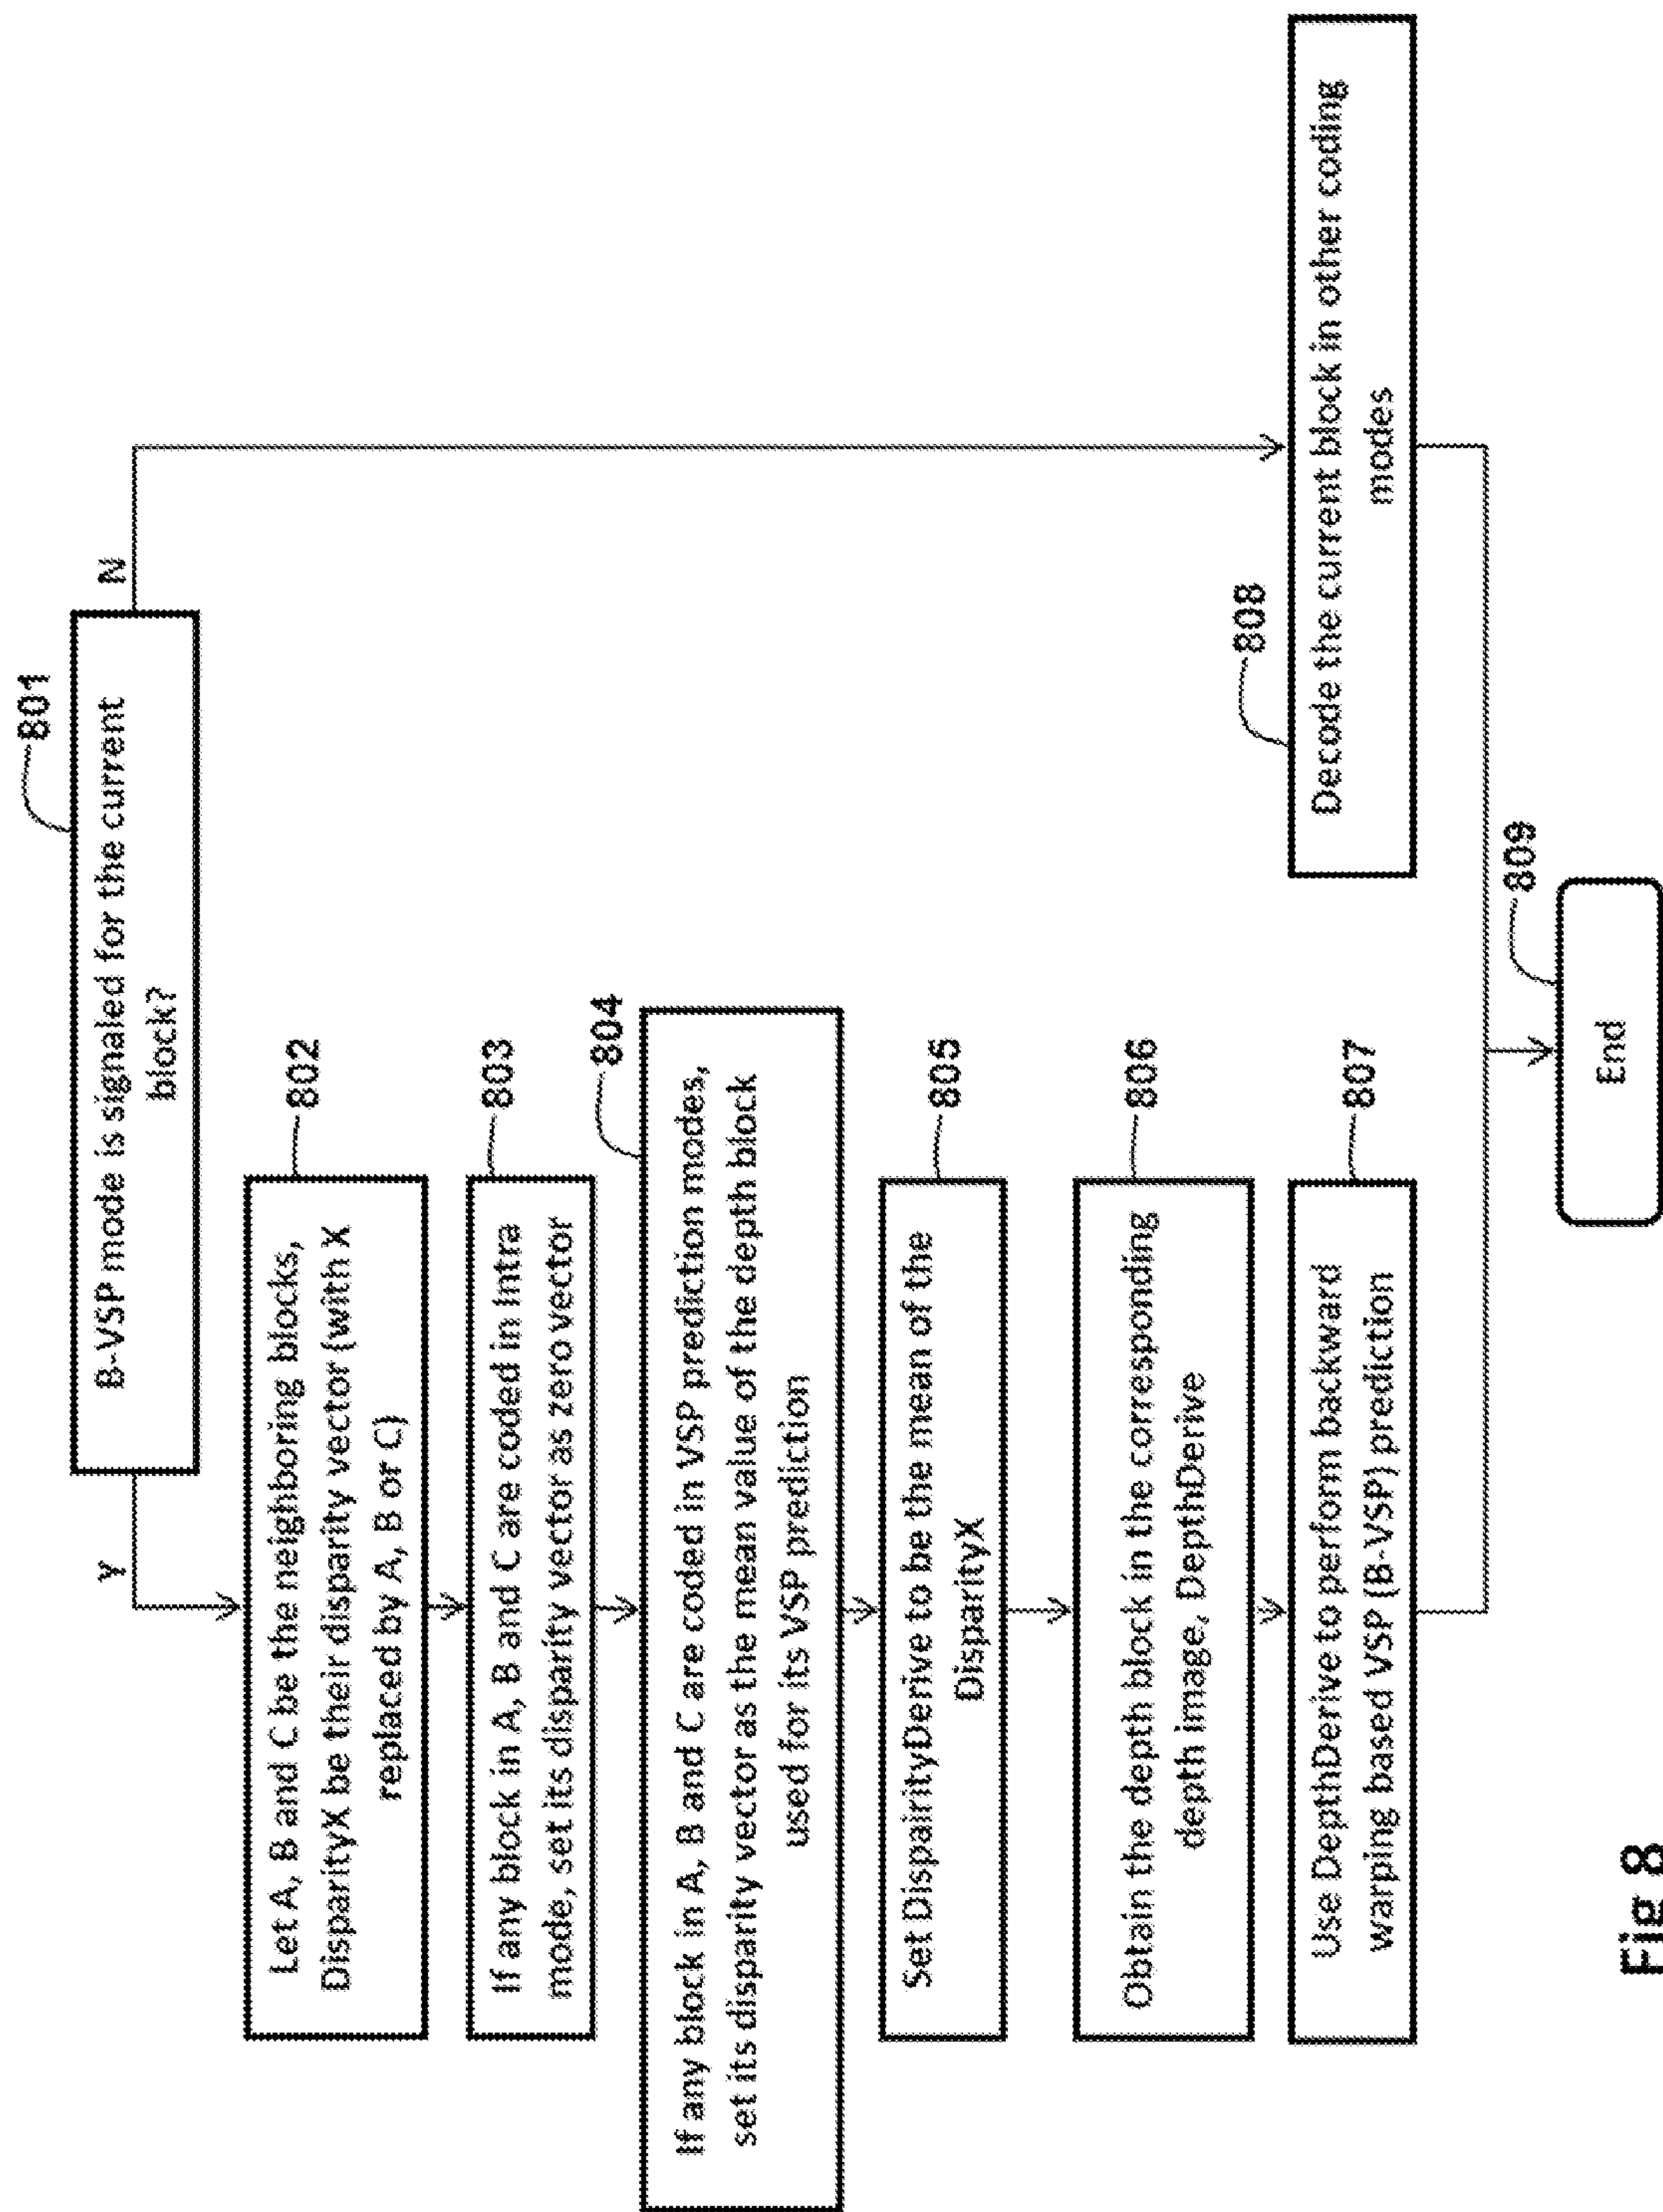 801
B-VSP mode is signaled for the current
block?
Y
N
802
Let A, B and C be the neighboring blocks,
DisparityX be their disparity vector (with X
replaced by A, B or C)
803
If any block in A, B and C are coded in Intra
mode, set its disparity vector as zero vector
804
If any block in A, B and C are coded in VSP prediction modes,
set its disparity vector as the mean value of the depth block
used for its VSP prediction
805
Set DispairityDerive to be the mean of the
DisparityX
806
Obtain the depth block in the corresponding
depth image, DepthDerive
807
Use DepthDerive to perform backward
warping based VSP (B-VSP) prediction
808
Decode the current block in other coding
modes
809
End
Fig 8